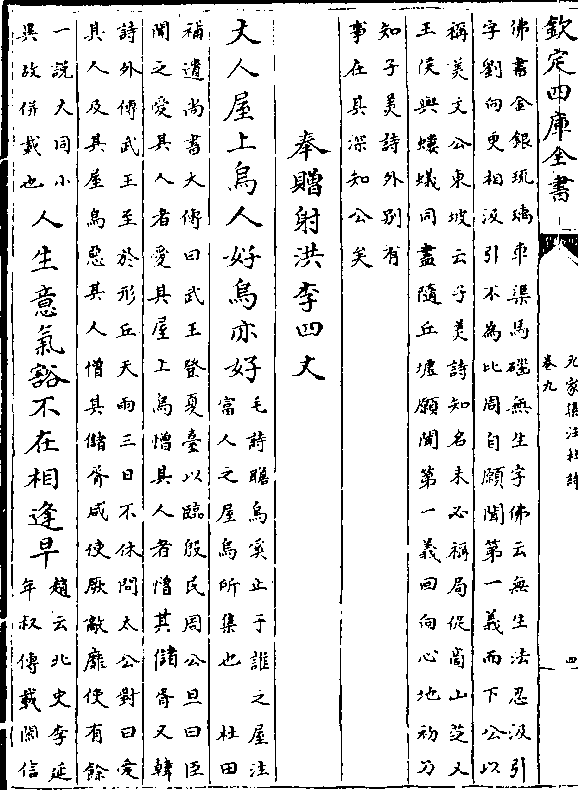 欽定四庫全書
九家集注杜詩
卷九
四
佛書金銀琉璃車渠馬碯無生字佛云無生法忍汲引
字劉向更相汲引不為比周自願聞第一義而下公以
稱美文公東坡云子美詩知名未必稱局促商山芝又
王侯與螻蟻同盡隨丘墟願聞第一義回向心地初乃
知子美詩外別有
事在其深知公矣
奉贈射洪李四丈
丈人屋上烏人好烏亦好
毛詩瞻烏爰止于誰之屋注
富人之屋烏所集也 杜田
補遺尚書大傳曰武王登夏臺以臨殷民周公旦曰臣
聞之愛其人者愛其屋上烏憎其人者憎其儲胥又韓
詩外傳武王至於形丘天雨三日不休問太公對曰愛
其人及其屋烏惡其人憎其儲胥咸使厥敵靡使有餘
一說大同小
異故併載也
人生意氣豁不在相逢早
趙云北史李延
年叔傳載閻信